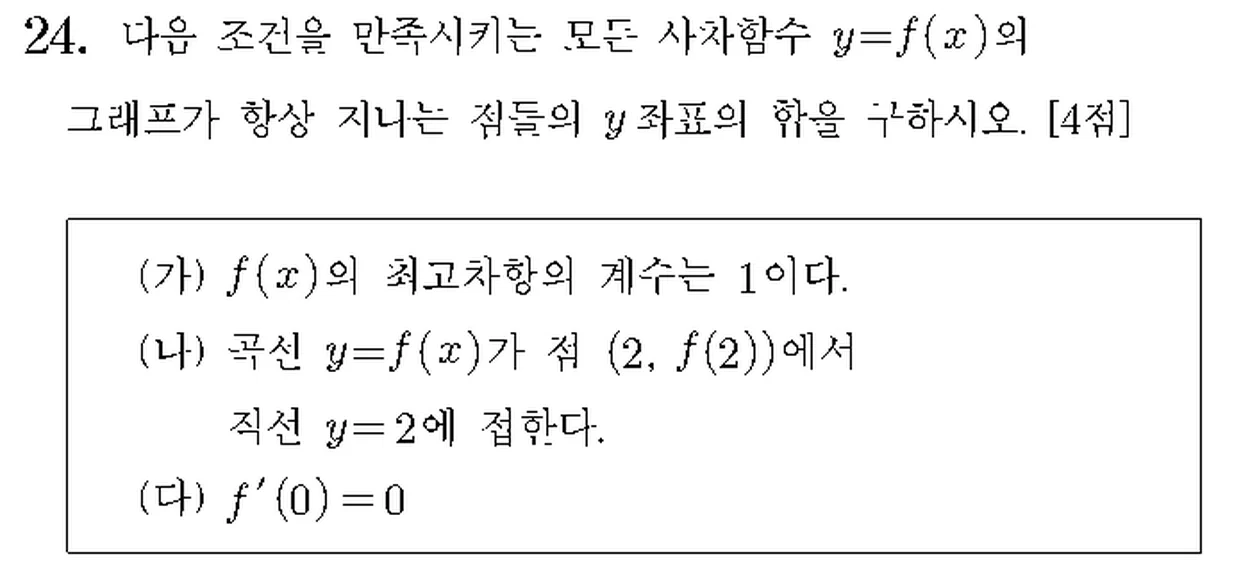 24. 다음 조건을 만족시키는 모든 사차함수 y=f(x)의
그래프가 항상 지나는 점들의 y좌표의 합을 구하시오. [4점]
(가) f(x)의 최고차항의 계수는 1이다.
(나) 곡선 y=f(x)가 점 (2, f(2))에서
직선 y=2에 접한다.
(다) f′(0)=0